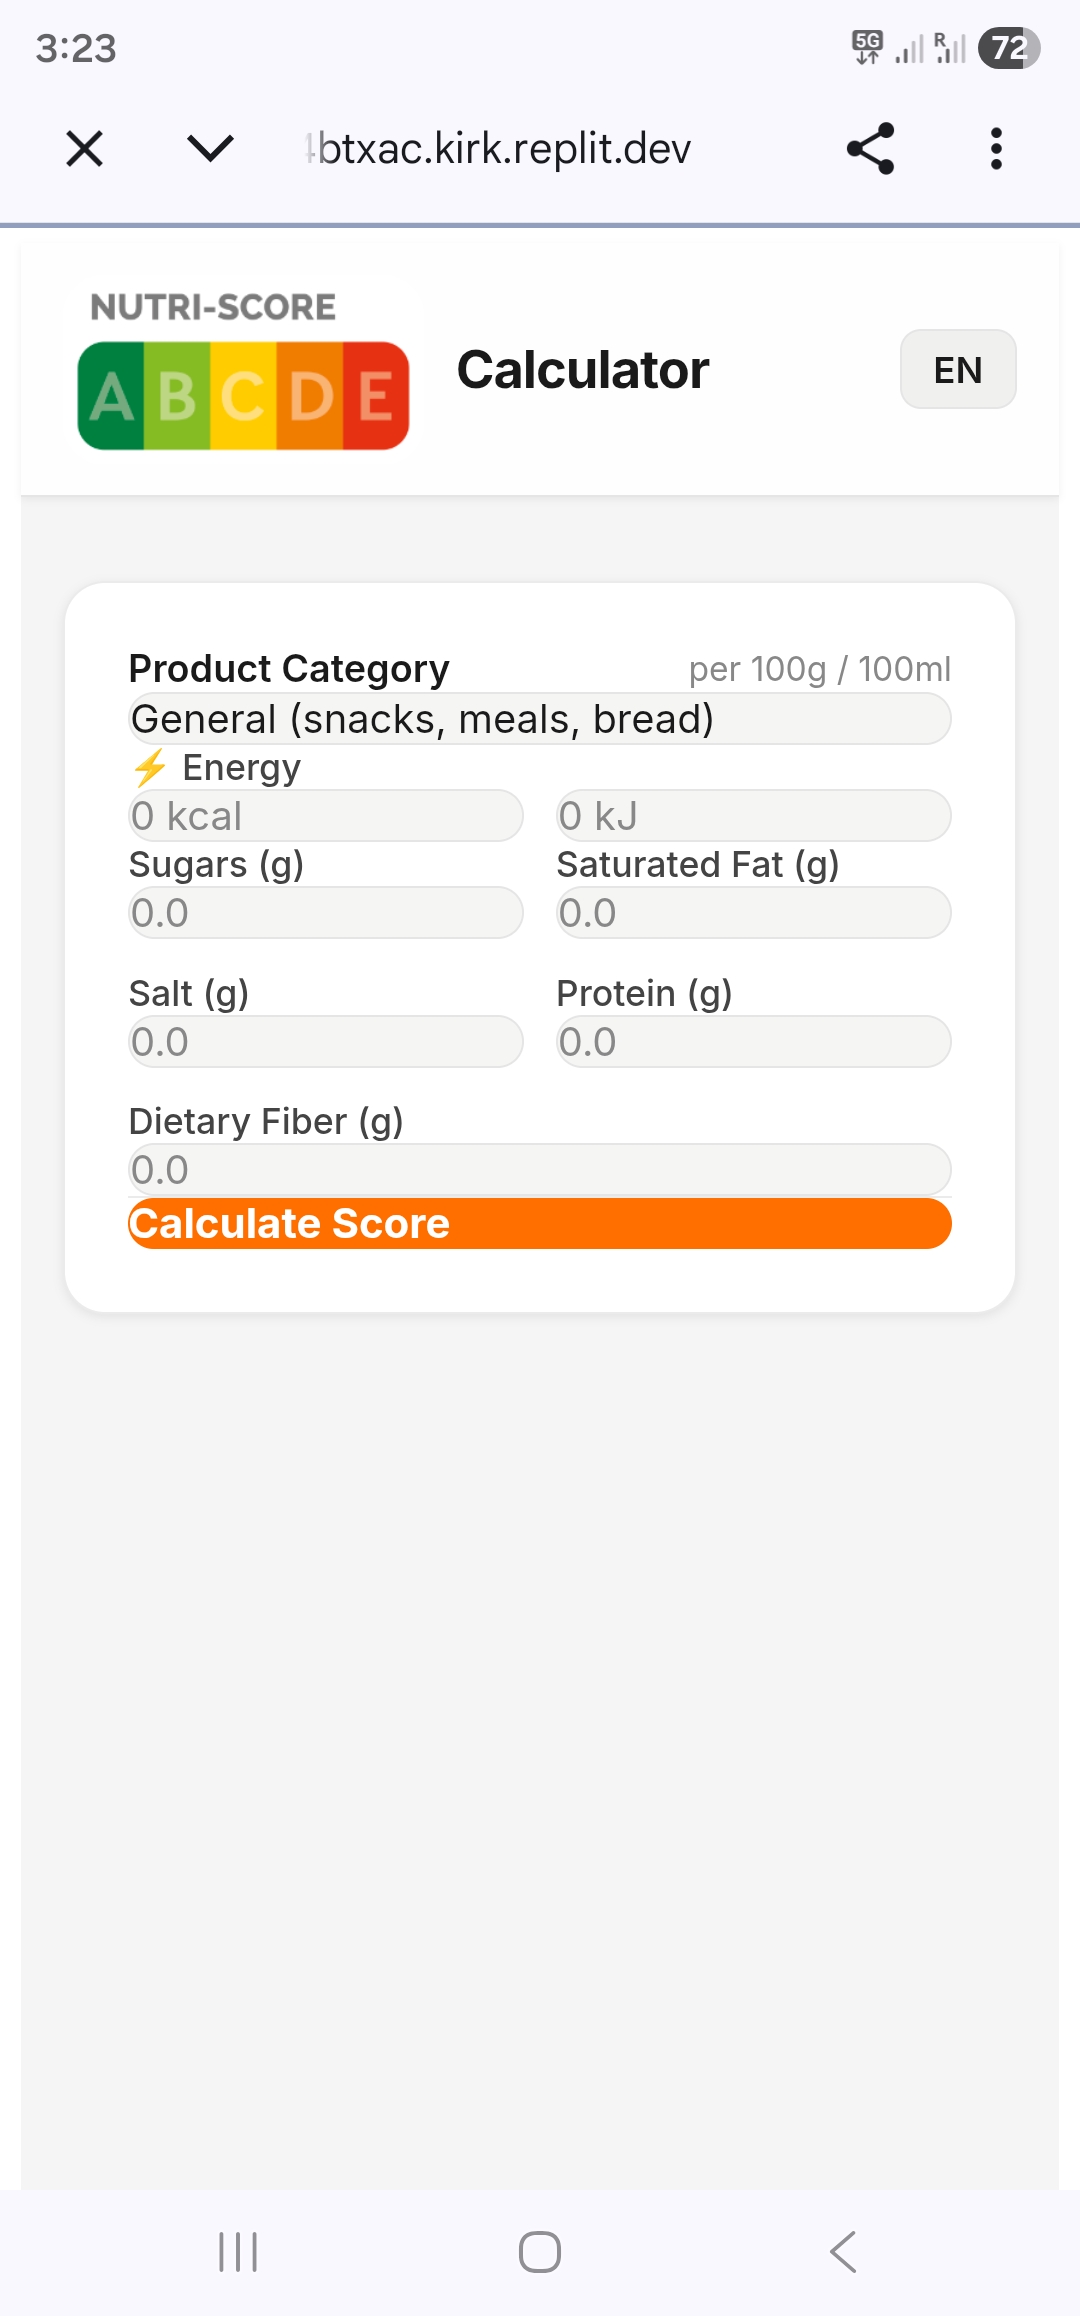 3:23
5G R 72
btxac.kirk.replit.dev
NUTRI-SCORE
A B C D E
Calculator
EN
Product Category per 100g / 100ml
General (snacks, meals, bread)
⚡ Energy
0 kcal 0 kJ
Sugars (g) Saturated Fat (g)
0.0 0.0
Salt (g) Protein (g)
0.0 0.0
Dietary Fiber (g)
0.0
Calculate Score